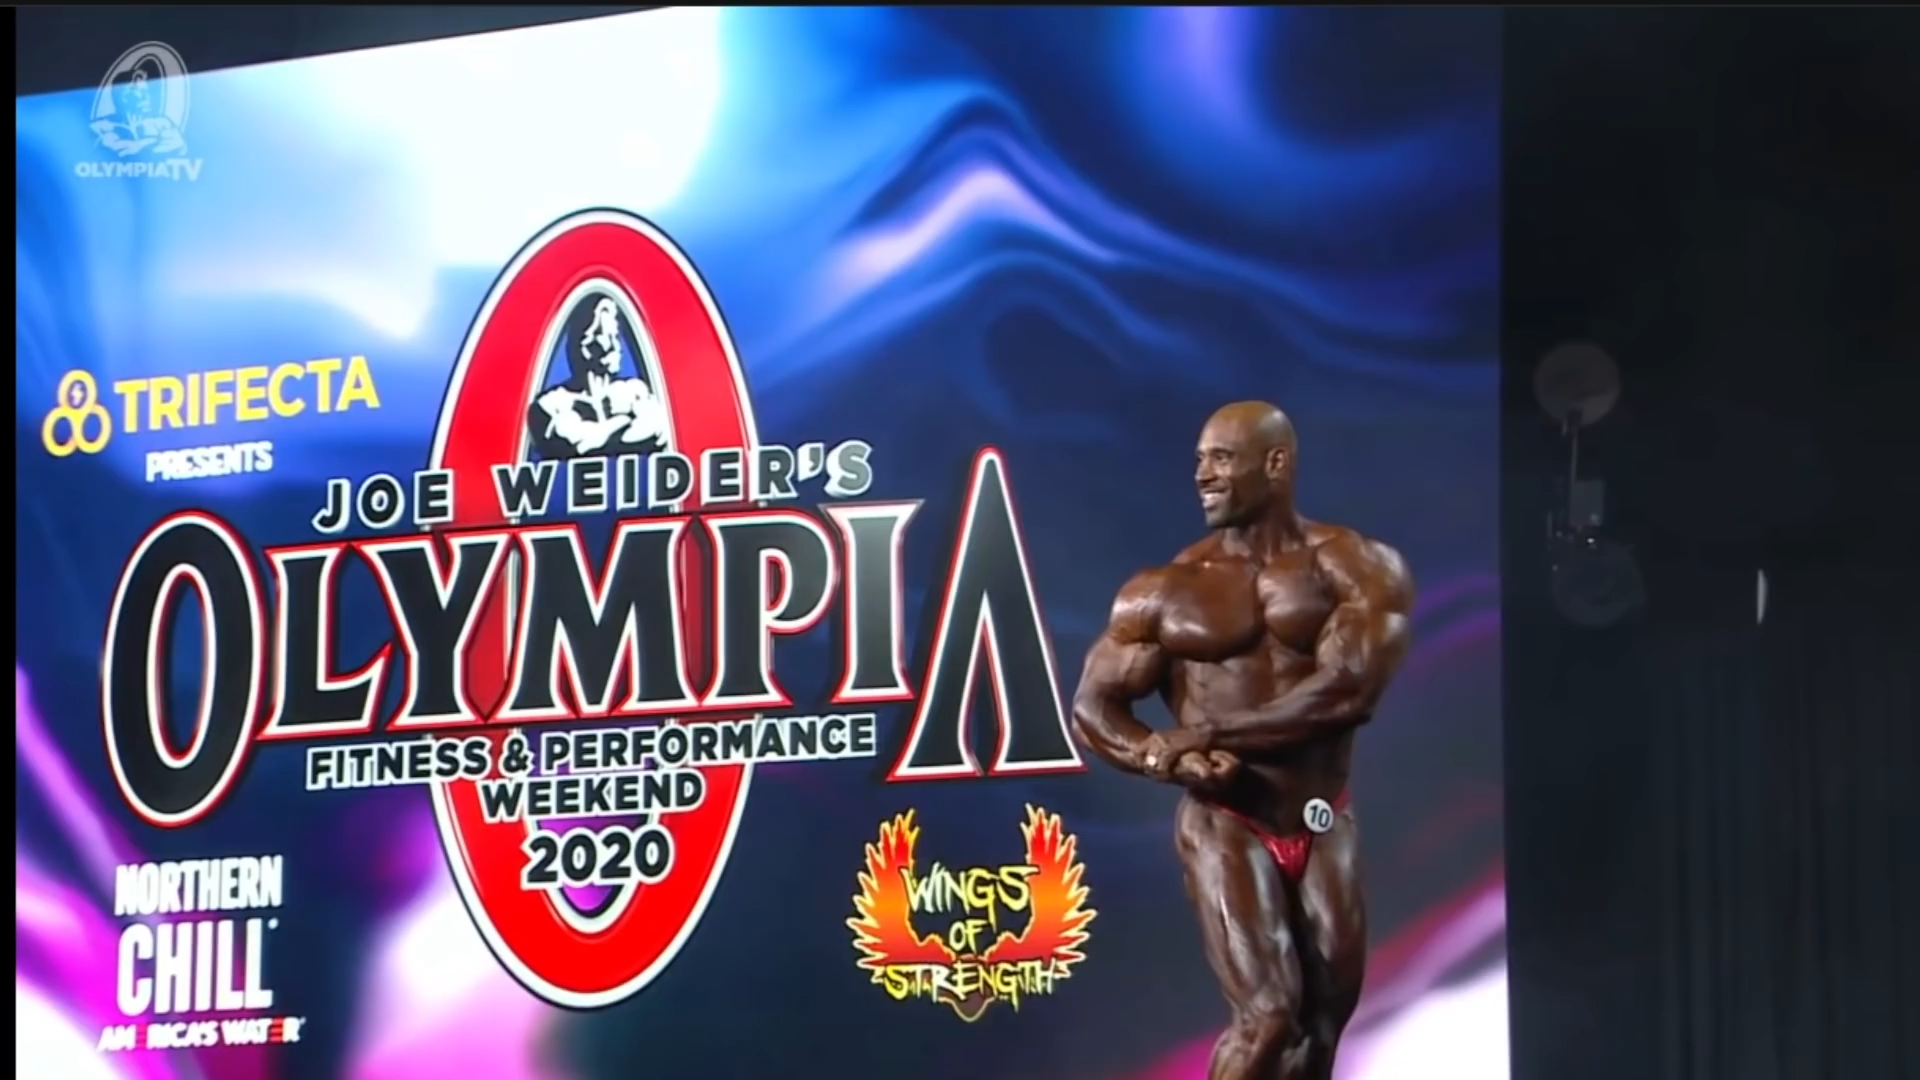 OLYMPIATV
TRIFECTA
PRESENTS
JOE WEIDER'S
OLYMPIA
FITNESS & PERFORMANCE
WEEKEND
2020
NORTHERN
CHILL
AMERICA'S WATER
WINGS
OF
STRENGTH
10